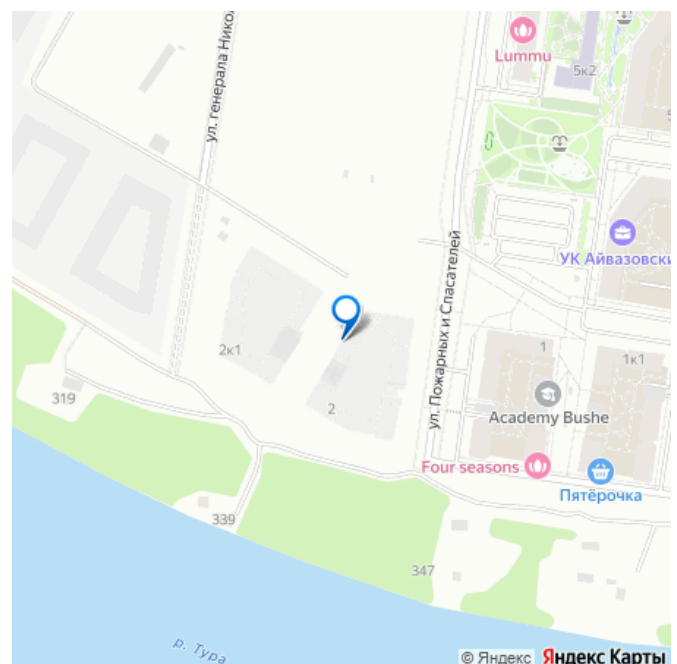 Lummu
5к2
ул. генерала Никол
УК Айвазовски
ул. Пожарных и Спасателей
2к1
1
1к1
319
2
Academy Bushe
Four seasons
Пятёрочка
339
347
р. Тура
© Яндекс Яндекс Карты